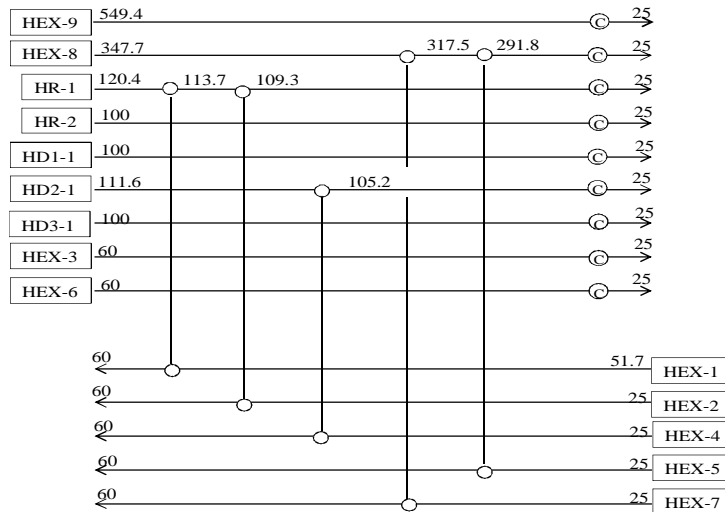 HEX-9 549.4 C 25
HEX-8 347.7 317.5 291.8 C 25
HR-1 120.4 113.7 109.3 C 25
HR-2 100 C 25
HD1-1 100 C 25
HD2-1 111.6 105.2 C 25
HD3-1 100 C 25
HEX-3 60 C 25
HEX-6 60 C 25
60 51.7 HEX-1
60 25 HEX-2
60 25 HEX-4
60 25 HEX-5
60 25 HEX-7